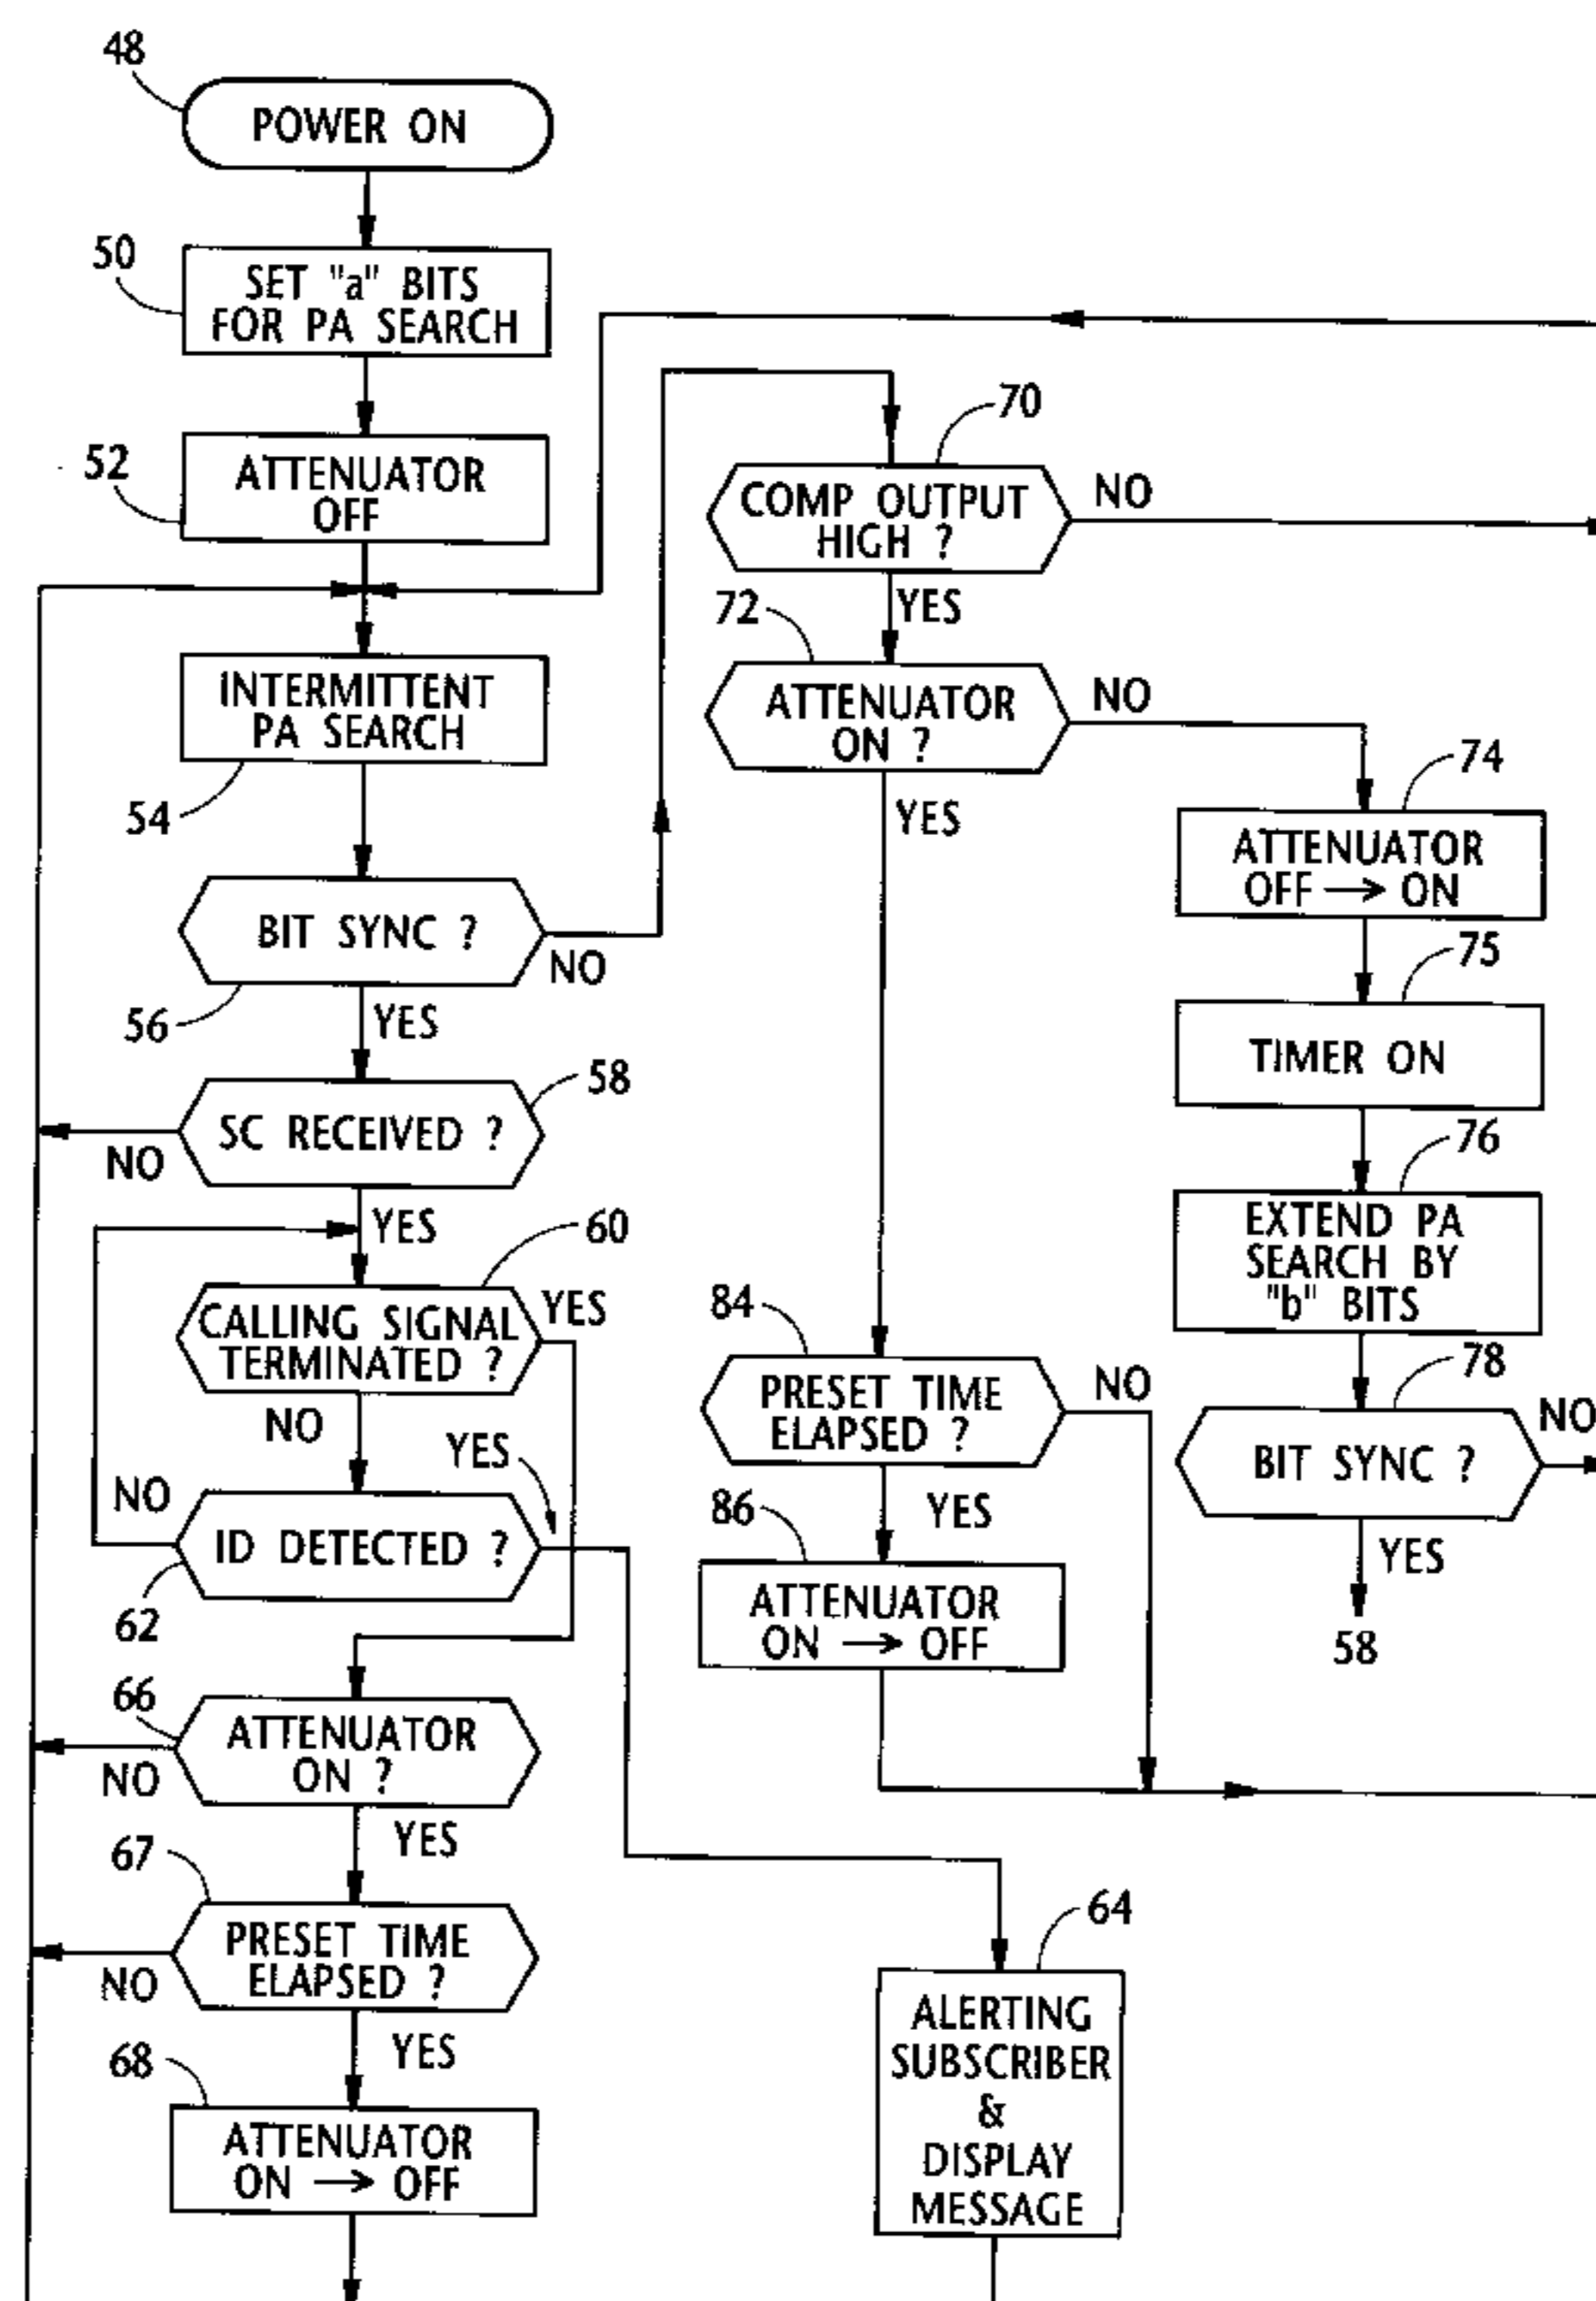 48
POWER ON
50
SET "a" BITS
FOR PA SEARCH
52
ATTENUATOR
OFF
INTERMITTENT
PA SEARCH
54
BIT SYNC ?
NO
56
YES
58
SC RECEIVED ?
NO
YES
60
CALLING SIGNAL
TERMINATED ?
YES
NO
YES
NO
ID DETECTED ?
62
66
ATTENUATOR
ON ?
NO
YES
67
PRESET TIME
ELAPSED ?
NO
YES
68
ATTENUATOR
ON → OFF
70
COMP OUTPUT
HIGH ?
NO
YES
72
ATTENUATOR
ON ?
NO
YES
84
PRESET TIME
ELAPSED ?
NO
YES
86
ATTENUATOR
ON → OFF
64
ALERTING
SUBSCRIBER
&
DISPLAY
MESSAGE
74
ATTENUATOR
OFF → ON
75
TIMER ON
76
EXTEND PA
SEARCH BY
"b" BITS
78
BIT SYNC ?
NO
YES
58